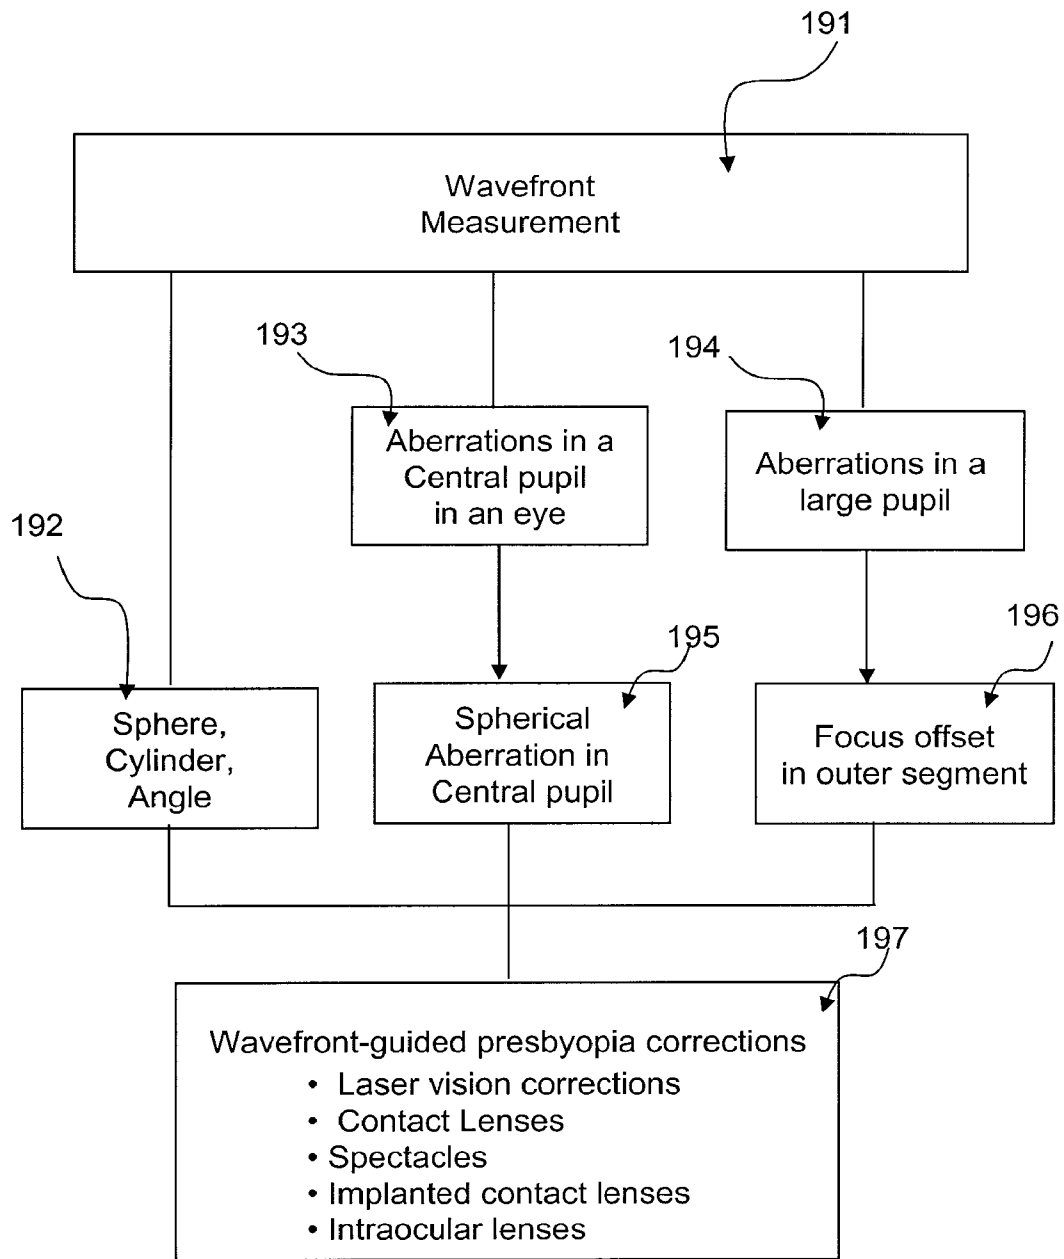 191
Wavefront
Measurement
193
194
Aberrations in a
Central pupil
in an eye
Aberrations in a
large pupil
192
195
196
Sphere,
Cylinder,
Angle
Spherical
Aberration in
Central pupil
Focus offset
in outer segment
197
Wavefront-guided presbyopia corrections
• Laser vision corrections
• Contact Lenses
• Spectacles
• Implanted contact lenses
• Intraocular lenses